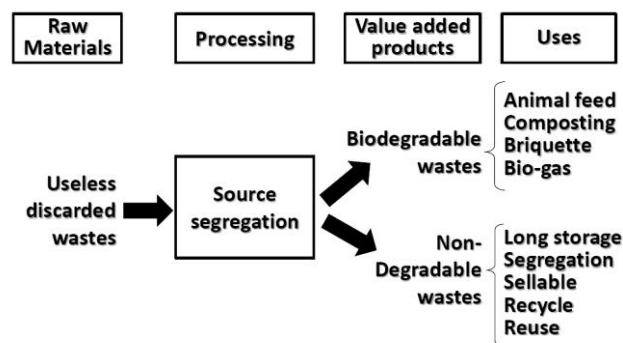 Raw
Materials
Processing
Value added
products
Uses
Useless
discarded
wastes
Source
segregation
Biodegradable
wastes
Animal feed
Composting
Briquette
Bio-gas
Non-
Degradable
wastes
Long storage
Segregation
Sellable
Recycle
Reuse